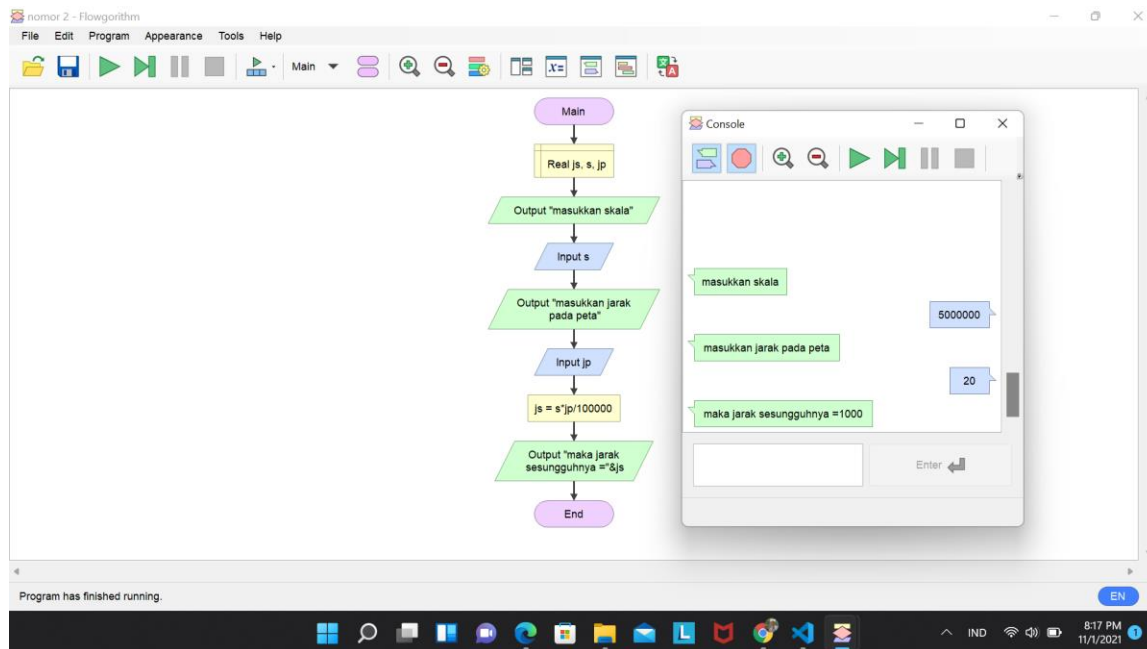 nomor 2 - Flowgorithm
File Edit Program Appearance Tools Help
Main
Main
Real js, s, jp
Output "masukkan skala"
Input s
Output "masukkan jarak
pada peta"
Input jp
js = s*jp/100000
Output "maka jarak
sesungguhnya ="&js
End
Console
masukkan skala
5000000
masukkan jarak pada peta
20
maka jarak sesungguhnya =1000
Enter
Program has finished running.
EN
IND
8:17 PM
11/1/2021
1